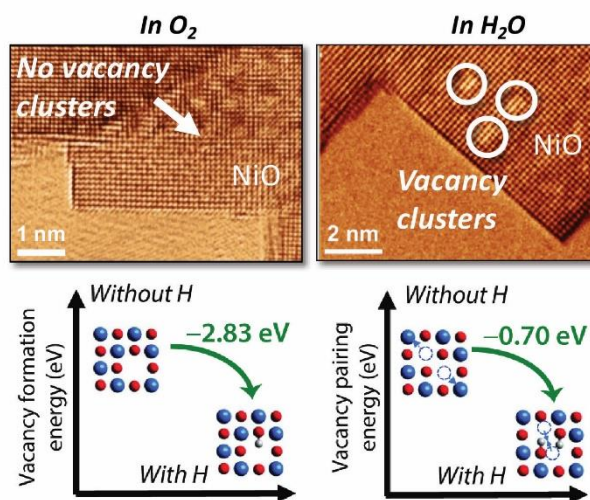 In O₂
No vacancy
clusters
NiO
1 nm
In H₂O
NiO
Vacancy
clusters
2 nm
Vacancy formation
energy (eV)
Without H
−2.83 eV
With H
Vacancy pairing
energy (eV)
Without H
−0.70 eV
With H